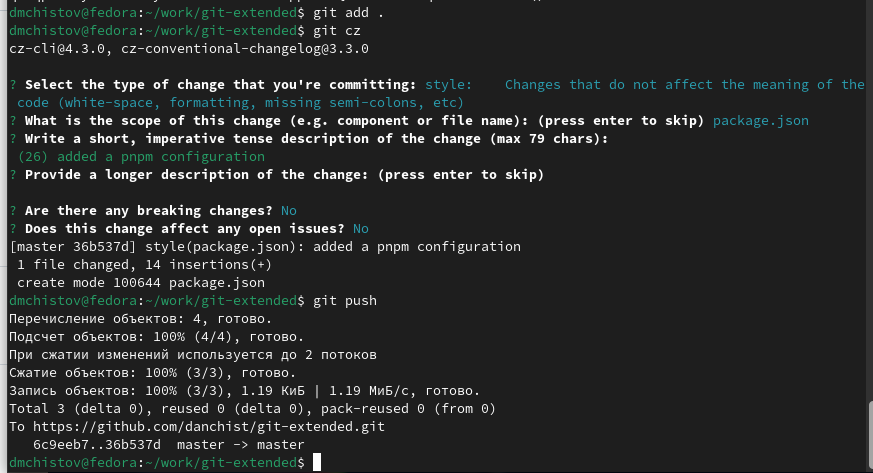 dmchistov@fedora:~/work/git-extended$ git add .
dmchistov@fedora:~/work/git-extended$ git cz
cz-cli@4.3.0, cz-conventional-changelog@3.3.0
? Select the type of change that you're committing: style:    Changes that do not affect the meaning of the
 code (white-space, formatting, missing semi-colons, etc)
? What is the scope of this change (e.g. component or file name): (press enter to skip) package.json
? Write a short, imperative tense description of the change (max 79 chars):
 (26) added a pnpm configuration
? Provide a longer description of the change: (press enter to skip)
? Are there any breaking changes? No
? Does this change affect any open issues? No
[master 36b537d] style(package.json): added a pnpm configuration
 1 file changed, 14 insertions(+)
 create mode 100644 package.json
dmchistov@fedora:~/work/git-extended$ git push
Перечисление объектов: 4, готово.
Подсчет объектов: 100% (4/4), готово.
При сжатии изменений используется до 2 потоков
Сжатие объектов: 100% (3/3), готово.
Запись объектов: 100% (3/3), 1.19 КиБ | 1.19 МиБ/с, готово.
Total 3 (delta 0), reused 0 (delta 0), pack-reused 0 (from 0)
To https://github.com/danchist/git-extended.git
   6c9eeb7..36b537d  master -> master
dmchistov@fedora:~/work/git-extended$